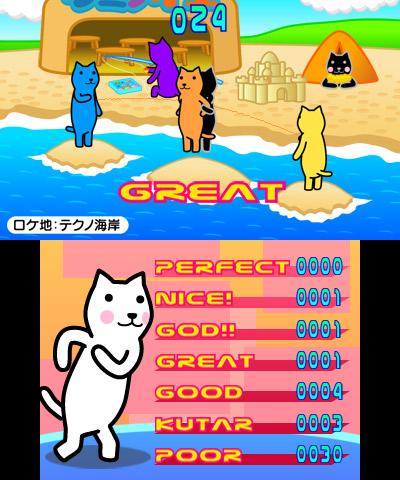 024
GREAT
ロケ地:テクノ海岸
PERFECT 0000
NICE! 0001
GOD!! 0001
GREAT 0001
GOOD 0004
KUTAR 0003
POOR 0030